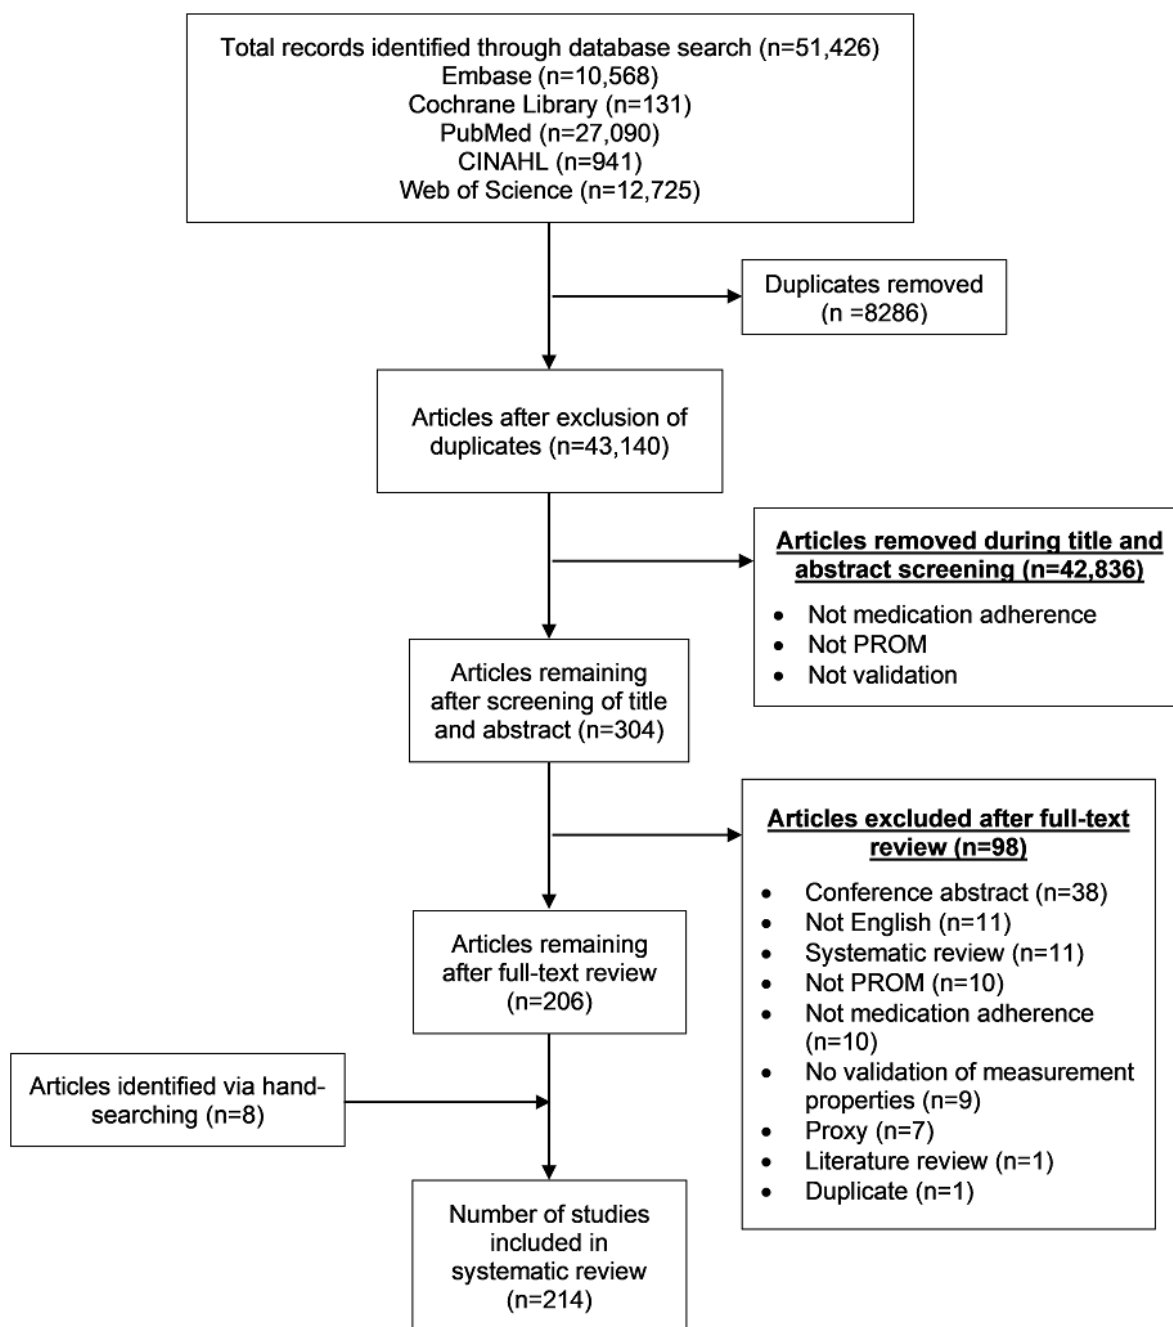 Total records identified through database search (n=51,426)
Embase (n=10,568)
Cochrane Library (n=131)
PubMed (n=27,090)
CINAHL (n=941)
Web of Science (n=12,725)
Duplicates removed
(n =8286)
Articles after exclusion of
duplicates (n=43,140)
Articles removed during title and
abstract screening (n=42,836)
• Not medication adherence
• Not PROM
• Not validation
Articles remaining
after screening of title
and abstract (n=304)
Articles excluded after full-text
review (n=98)
• Conference abstract (n=38)
• Not English (n=11)
• Systematic review (n=11)
• Not PROM (n=10)
• Not medication adherence
(n=10)
• No validation of measurement
properties (n=9)
• Proxy (n=7)
• Literature review (n=1)
• Duplicate (n=1)
Articles remaining
after full-text review
(n=206)
Articles identified via hand-
searching (n=8)
Number of studies
included in
systematic review
(n=214)